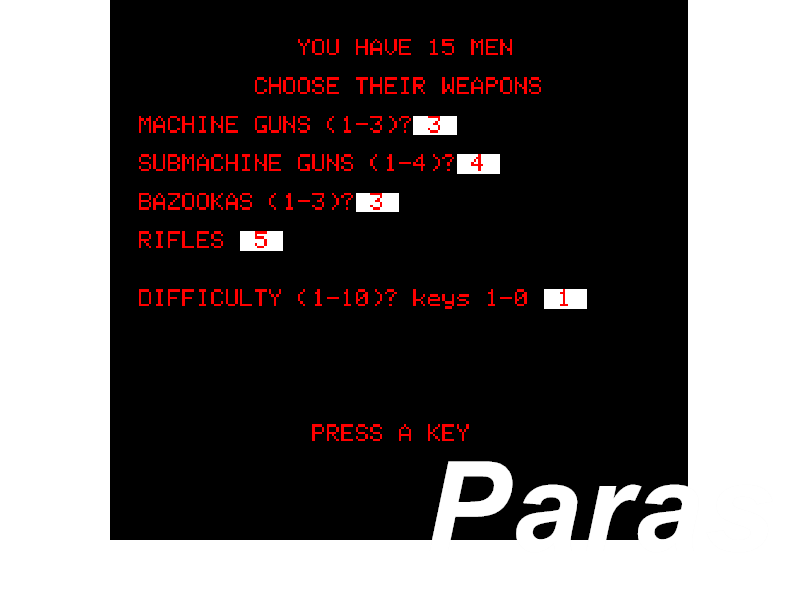 YOU HAVE 15 MEN
CHOOSE THEIR WEAPONS
MACHINE GUNS (1-3)? 3
SUBMACHINE GUNS (1-4)? 4
BAZOOKAS (1-3)? 3
RIFLES 5
DIFFICULTY (1-10)? keys 1-0 1
PRESS A KEY
Para